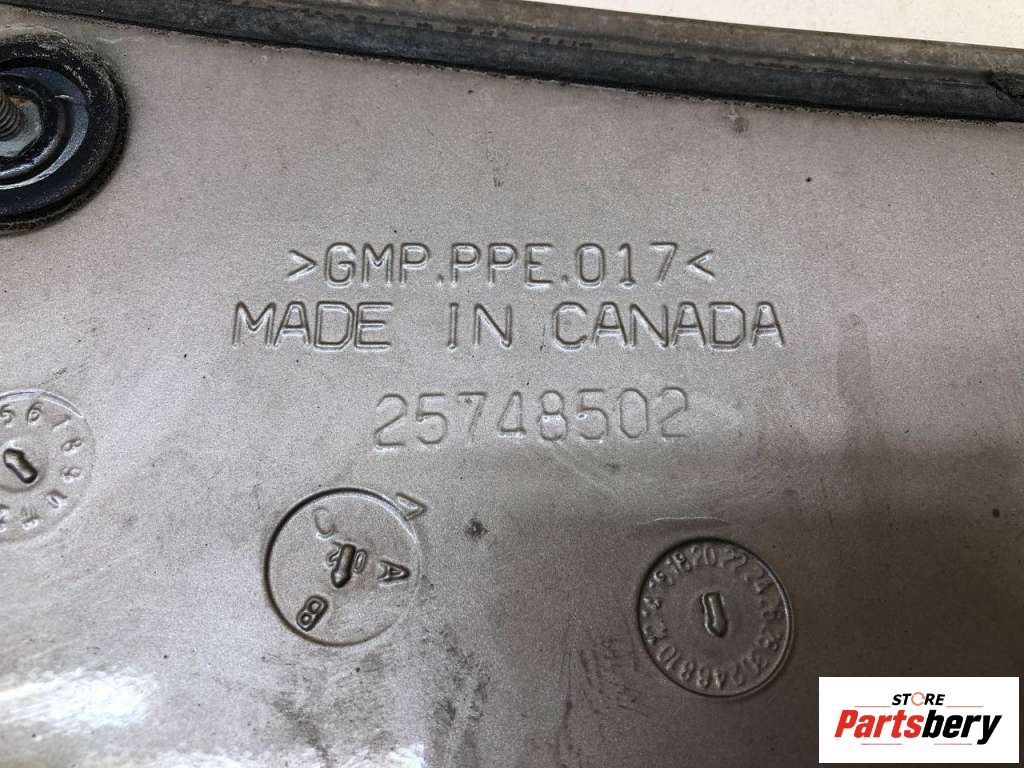 >GMP.PPE.017<
MADE IN CANADA
25748502
C
A
B
STORE
Partsbery